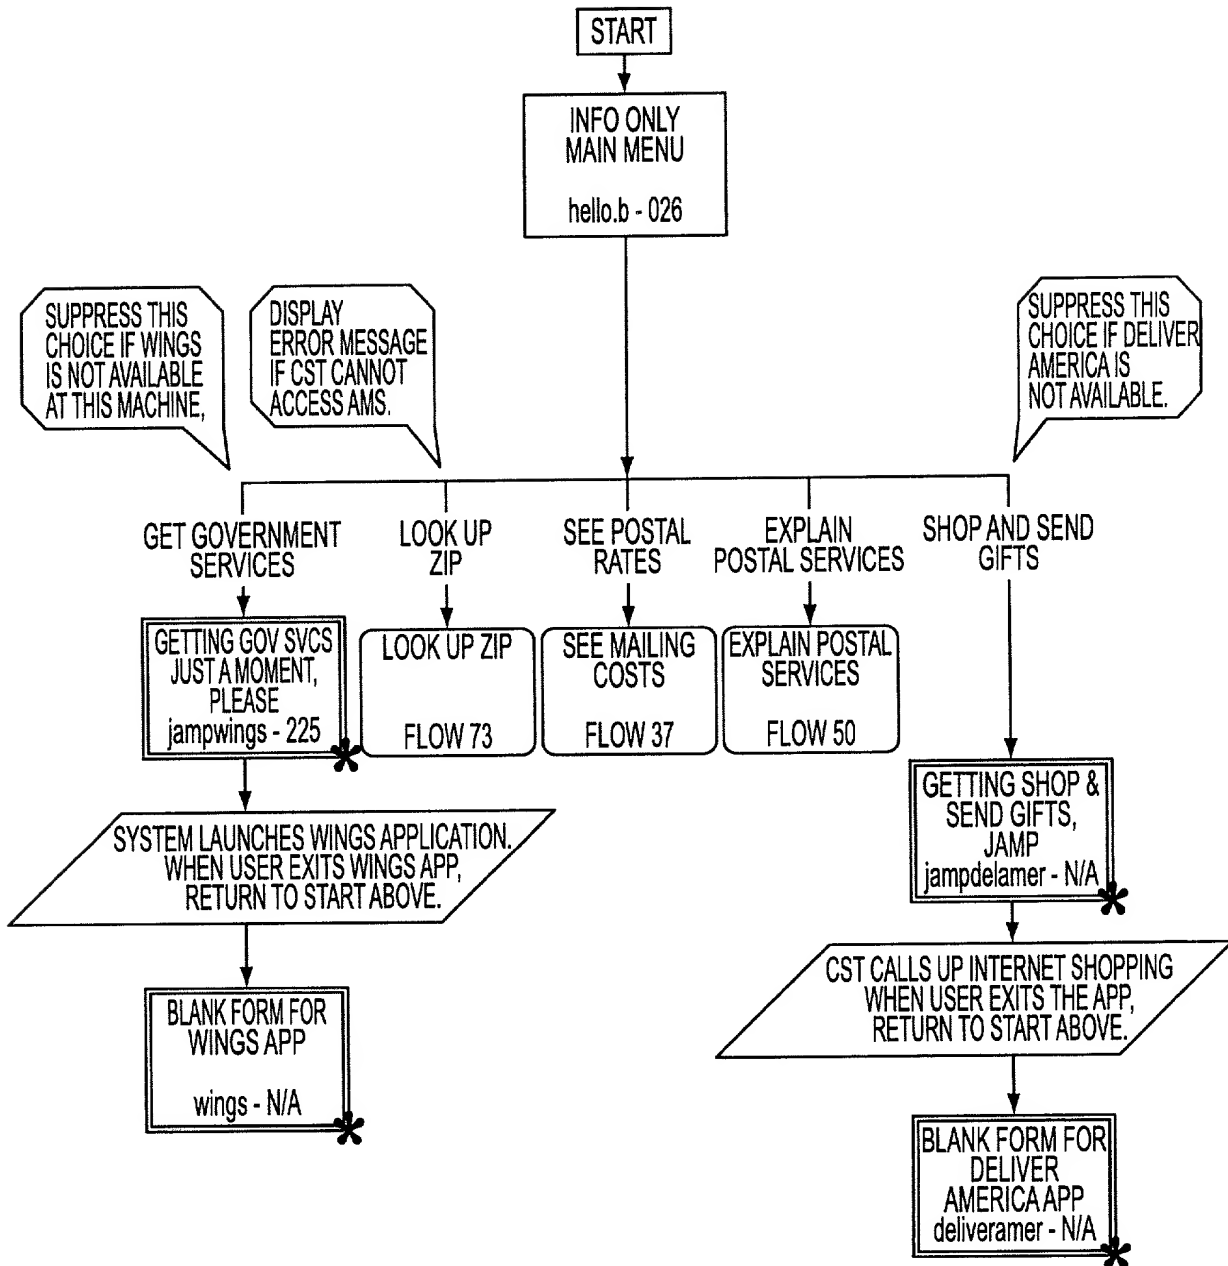 START
INFO ONLY
MAIN MENU
hello.b - 026
SUPPRESS THIS
CHOICE IF WINGS
IS NOT AVAILABLE
AT THIS MACHINE,
DISPLAY
ERROR MESSAGE
IF CST CANNOT
ACCESS AMS.
SUPPRESS THIS
CHOICE IF DELIVER
AMERICA IS
NOT AVAILABLE.
GET GOVERNMENT
SERVICES
LOOK UP
ZIP
SEE POSTAL
RATES
EXPLAIN
POSTAL SERVICES
SHOP AND SEND
GIFTS
GETTING GOV SVCS
JUST A MOMENT,
PLEASE
jampwings - 225
LOOK UP ZIP
FLOW 73
SEE MAILING
COSTS
FLOW 37
EXPLAIN POSTAL
SERVICES
FLOW 50
GETTING SHOP &
SEND GIFTS,
JAMP
jampdelamer - N/A
SYSTEM LAUNCHES WINGS APPLICATION.
WHEN USER EXITS WINGS APP,
RETURN TO START ABOVE.
CST CALLS UP INTERNET SHOPPING
WHEN USER EXITS THE APP,
RETURN TO START ABOVE.
BLANK FORM FOR
WINGS APP
wings - N/A
BLANK FORM FOR
DELIVER
AMERICA APP
deliveramer - N/A